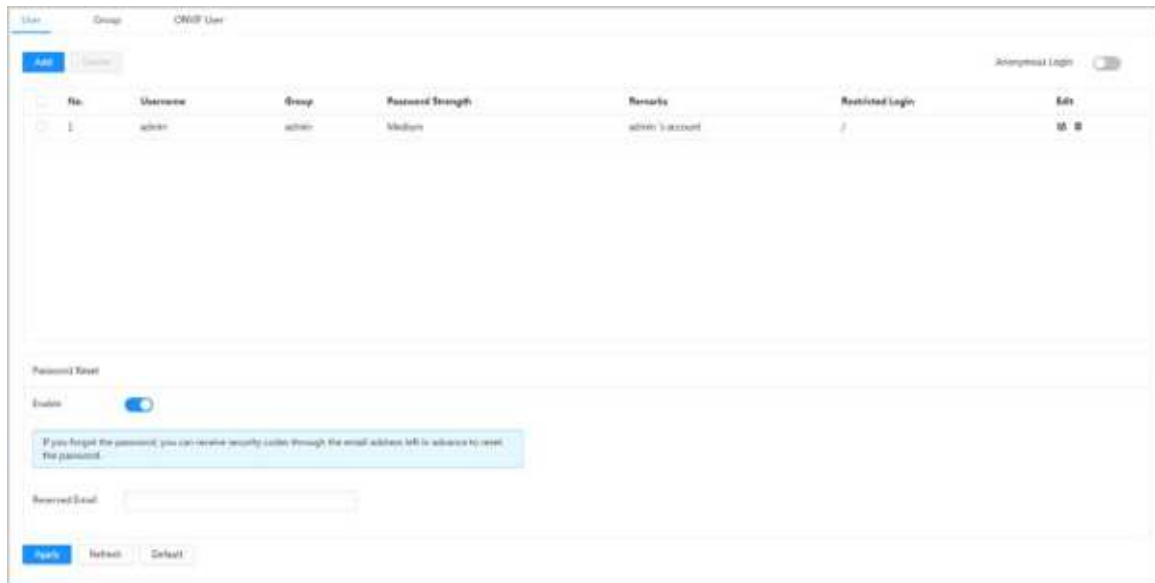 User Group ONVIF User
Add Delete Anonymous Login
No. Username Group Password Strength Remarks Restricted Login Edit
1 admin admin Medium admin 's account /
Password Reset
Enable
If you forgot the password, you can receive security codes through the email address left in advance to reset
the password.
Reserved Email
Apply Refresh Default